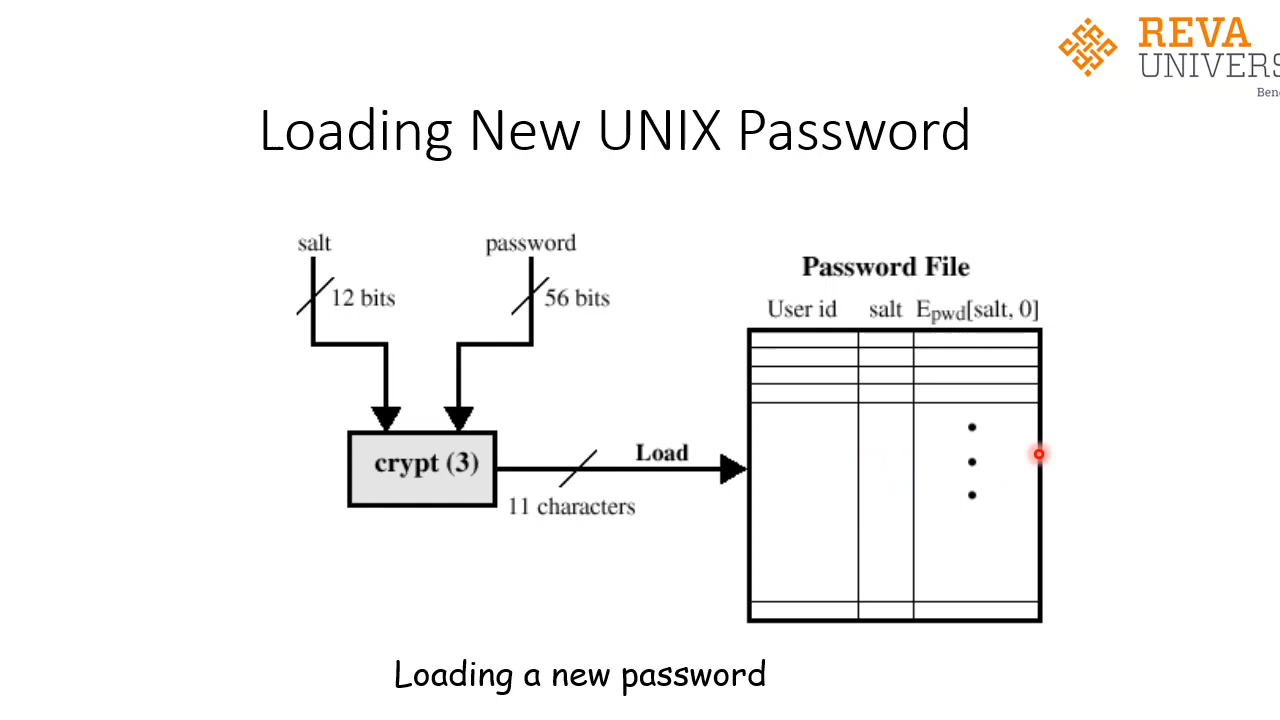 REVA
UNIVERS
Ben
Loading New UNIX Password
salt
password
12 bits
56 bits
Password File
User id salt Epwd[salt, 0]
crypt (3)
Load
11 characters
Loading a new password